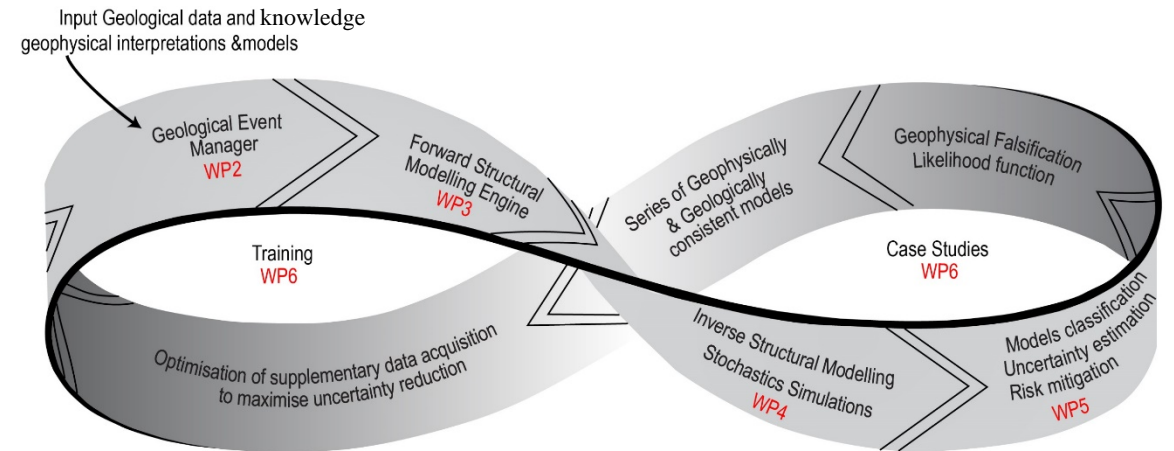 Input Geological data and knowledge
geophysical interpretations &models
Geological Event
Manager
WP2
Forward Structural
Modelling Engine
WP3
Series of Geophysically
& Geologically
consistent models
Geophysical Falsification
Likelihood function
Training
WP6
Case Studies
WP6
Optimisation of supplementary data acquisition
to maximise uncertainty reduction
Inverse Structural Modelling
Stochastics Simulations
WP4
Models classification
Uncertainty estimation
Risk mitigation
WP5